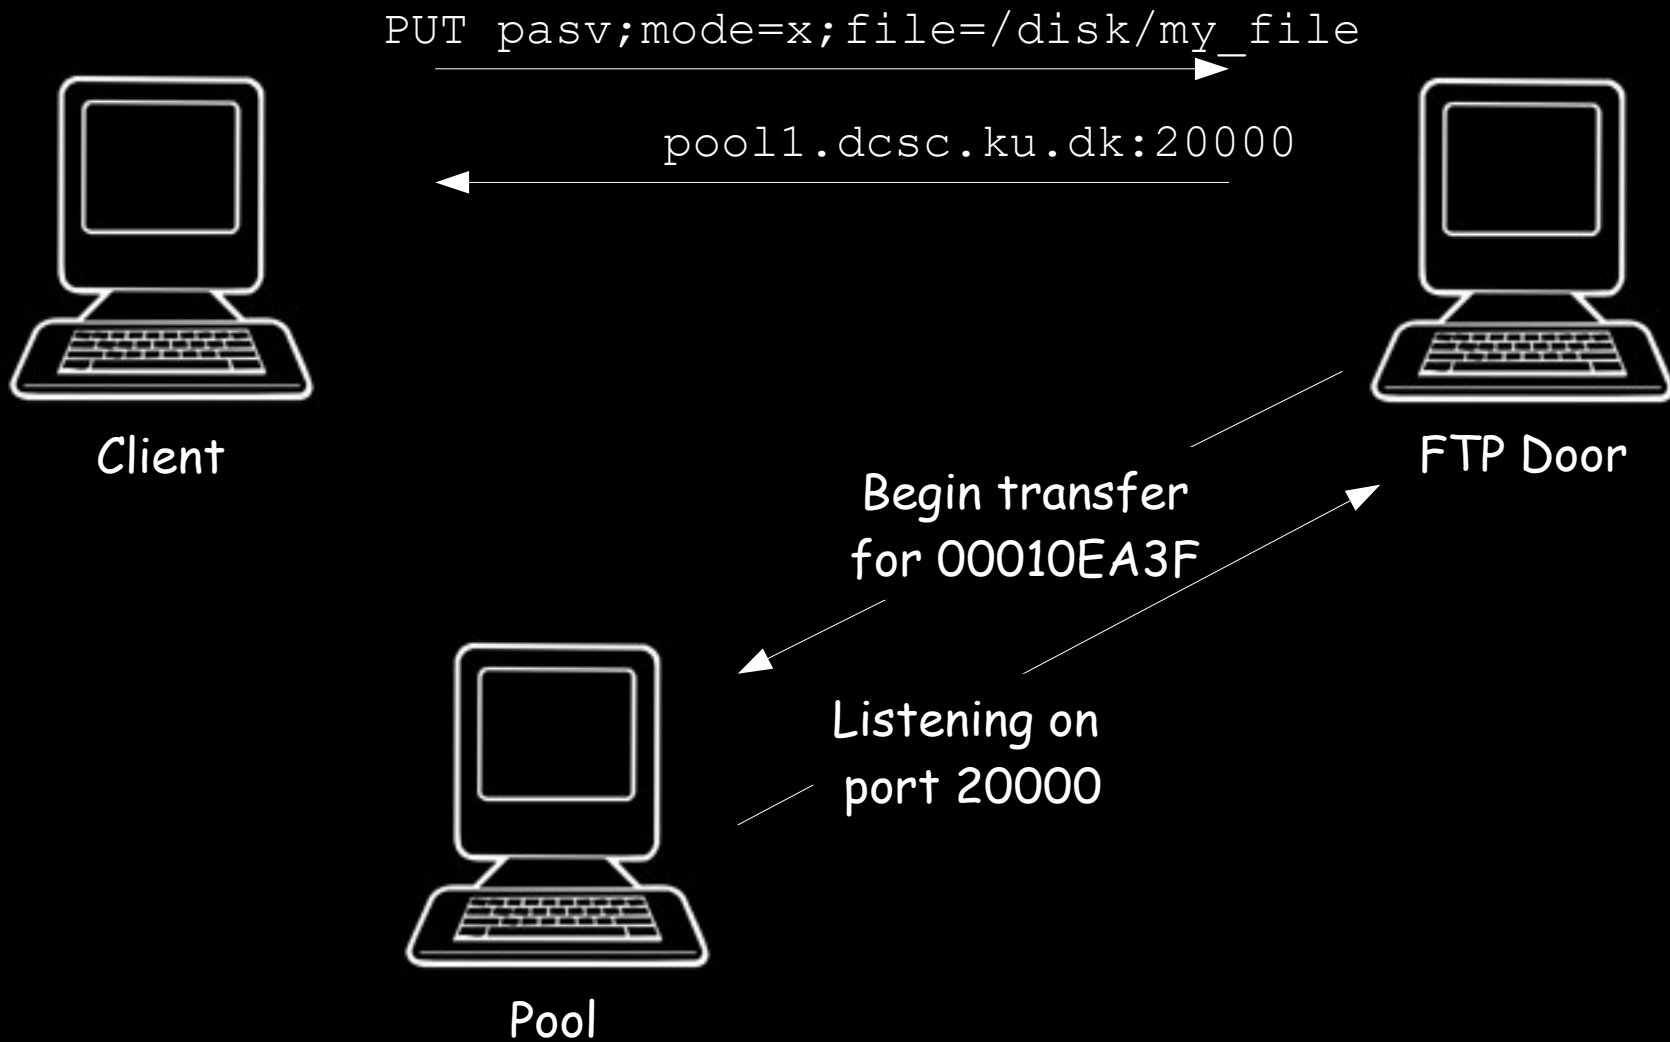 PUT pasv;mode=x;file=/disk/my_file
pool1.dcsc.ku.dk:20000
Client
FTP Door
Begin transfer
for 00010EA3F
Listening on
port 20000
Pool